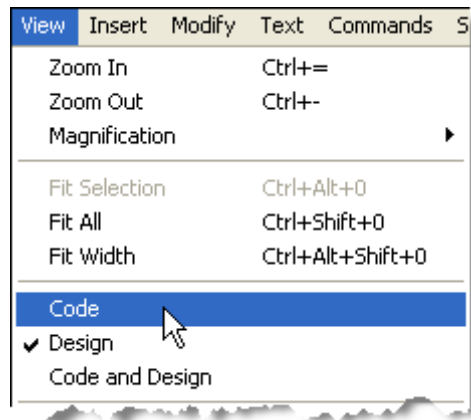 View Insert Modify Text Commands S
Zoom In Ctrl+=
Zoom Out Ctrl+-
Magnification
Fit Selection Ctrl+Alt+0
Fit All Ctrl+Shift+0
Fit Width Ctrl+Alt+Shift+0
Code
Design
Code and Design